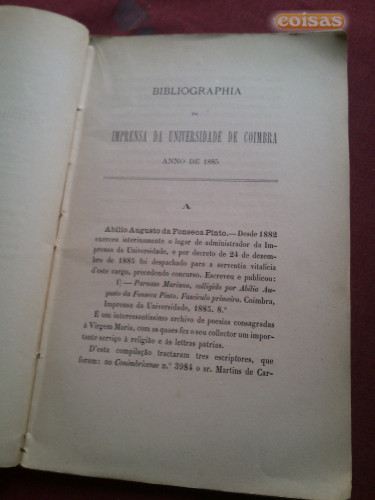 coisas
BIBLIOGRAPHIA
DA
IMPRENSA DA UNIVERSIDADE DE COIMBRA
ANNO DE 1885
A
Abilio Augusto da Fonseca Pinto.—Desde 1882
exerceu interinamente o logar de administrador da Im-
prensa da Universidade, e por decreto de 24 de dezem-
bro de 1885 foi despachado para a serventia vitalicia
d'este cargo, precedendo concurso. Escreveu e publicou:
1)—Parnaso Mariano, colligido por Abilio Au-
gusto da Fonseca Pinto. Fasciculo primeiro. Coimbra,
Imprensa da Universidade, 1885. 8.º
É um interessantissimo archivo de poesias consagradas
à Virgem Maria, com as quaes fez o seu collector um impor-
tante serviço à religião e às letras patrias.
D'esta compilação tractaram tres escriptores, que
foram: no Conimbricense n.º 3984 o sr. Martins de Car-